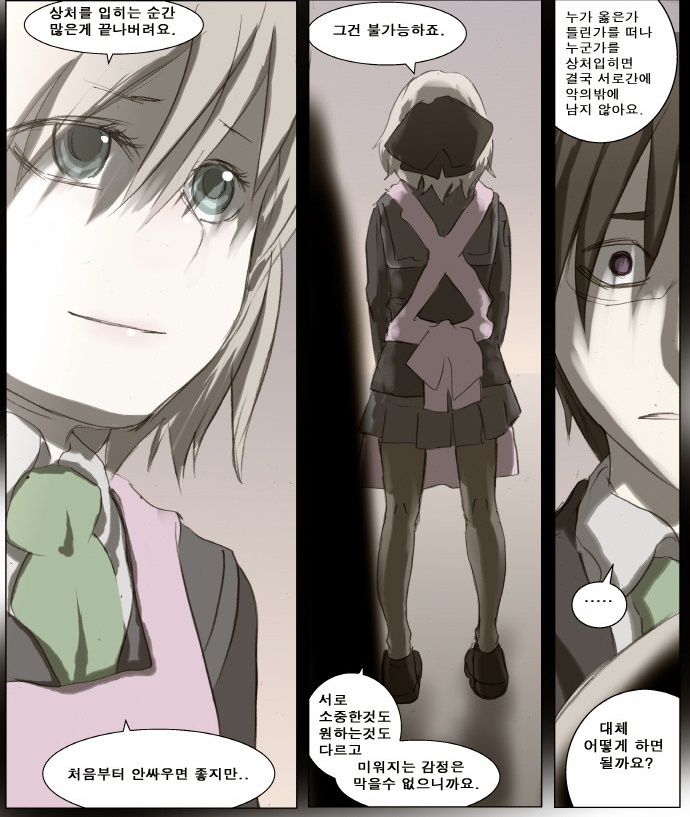 상처를 입히는 순간
많은게 끝나버려요.
처음부터 안싸우면 좋지만..
그건 불가능하죠.
서로
소중한것도
원하는것도
다르고
미워지는 감정은
막을수 없으니까요.
누가 옳은가
틀린가를 떠나
누군가를
상처입히면
결국 서로간에
악의밖에
남지 않아요.
.....
대체
어떻게 하면
될까요?